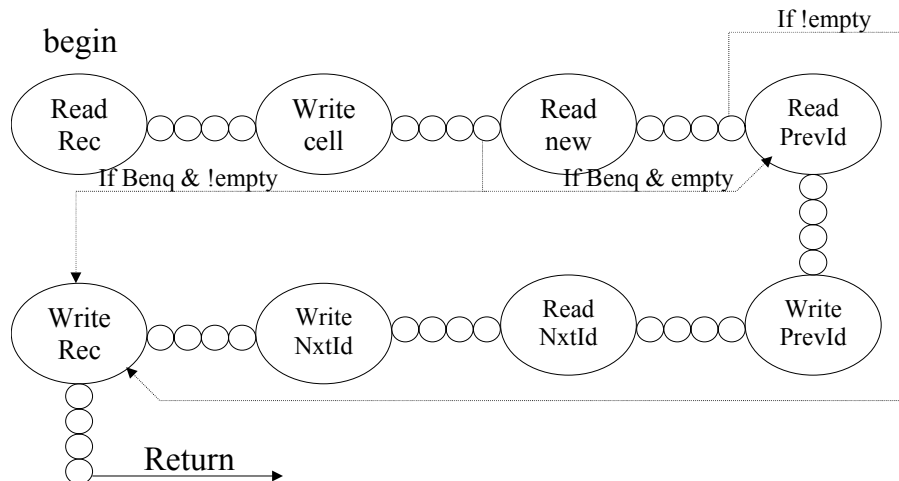 If !empty
begin
Read
Rec
Write
cell
Read
new
Read
PrevId
If Benq & !empty
If Benq & empty
Write
Rec
Write
NxtId
Read
NxtId
Write
PrevId
Return